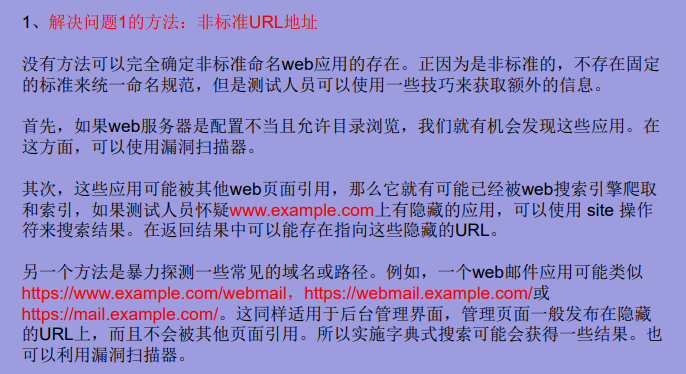 1、解决问题1的方法：非标准URL地址
没有方法可以完全确定非标准命名web应用的存在。正因为是非标准的，不存在固定
的标准来统一命名规范，但是测试人员可以使用一些技巧来获取额外的信息。
首先，如果web服务器是配置不当且允许目录浏览，我们就有机会发现这些应用。在
这方面，可以使用漏洞扫描器。
其次，这些应用可能被其他web页面引用，那么它就有可能已经被web搜索引擎爬取
和索引，如果测试人员怀疑www.example.com上有隐藏的应用，可以使用 site 操作
符来搜索结果。在返回结果中可以能存在指向这些隐藏的URL。
另一个方法是暴力探测一些常见的域名或路径。例如，一个web邮件应用可能类似
https://www.example.com/webmail，https://webmail.example.com/或
https://mail.example.com/。这同样适用于后台管理界面，管理页面一般发布在隐藏
的URL上，而且不会被其他页面引用。所以实施字典式搜索可能会获得一些结果。也
可以利用漏洞扫描器。